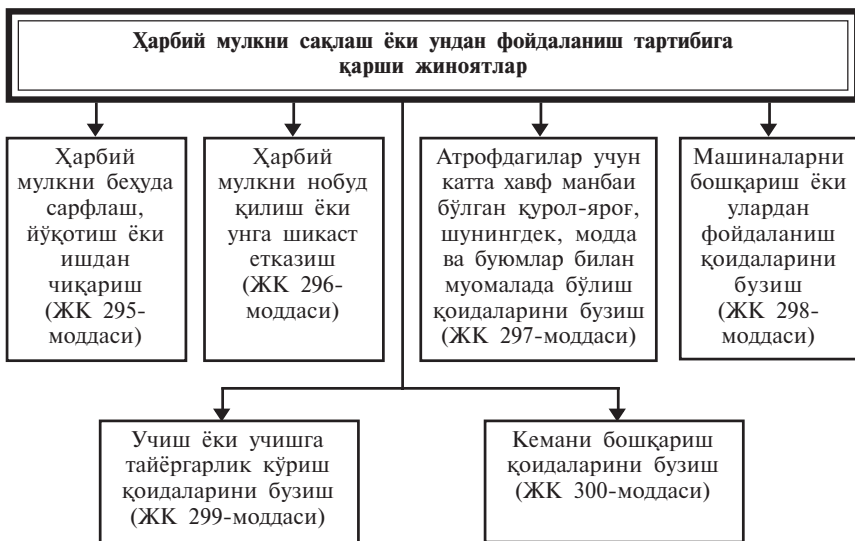 Ҳарбий мулкни сақлаш ёки ундан фойдаланиш тартибига
қарши жиноятлар
Ҳарбий
мулкни беҳуда
сарфлаш,
йўқотиш ёки
ишдан
чиқариш
(ЖК 295-
моддаси)
Ҳарбий
мулкни нобуд
қилиш ёки
унга шикаст
етказиш
(ЖК 296-
моддаси)
Атрофдагилар учун
катта хавф манбаи
бўлган қурол-яроғ,
шунингдек, модда
ва буюмлар билан
муомалада бўлиш
қоидаларини бузиш
(ЖК 297-моддаси)
Машиналарни
бошқариш ёки
улардан
фойдаланиш
қоидаларини
бузиш
(ЖК 298-
моддаси)
Учиш ёки учишга
тайёргарлик кўриш
қоидаларини бузиш
(ЖК 299-моддаси)
Кемани бошқариш
қоидаларини бузиш
(ЖК 300-моддаси)